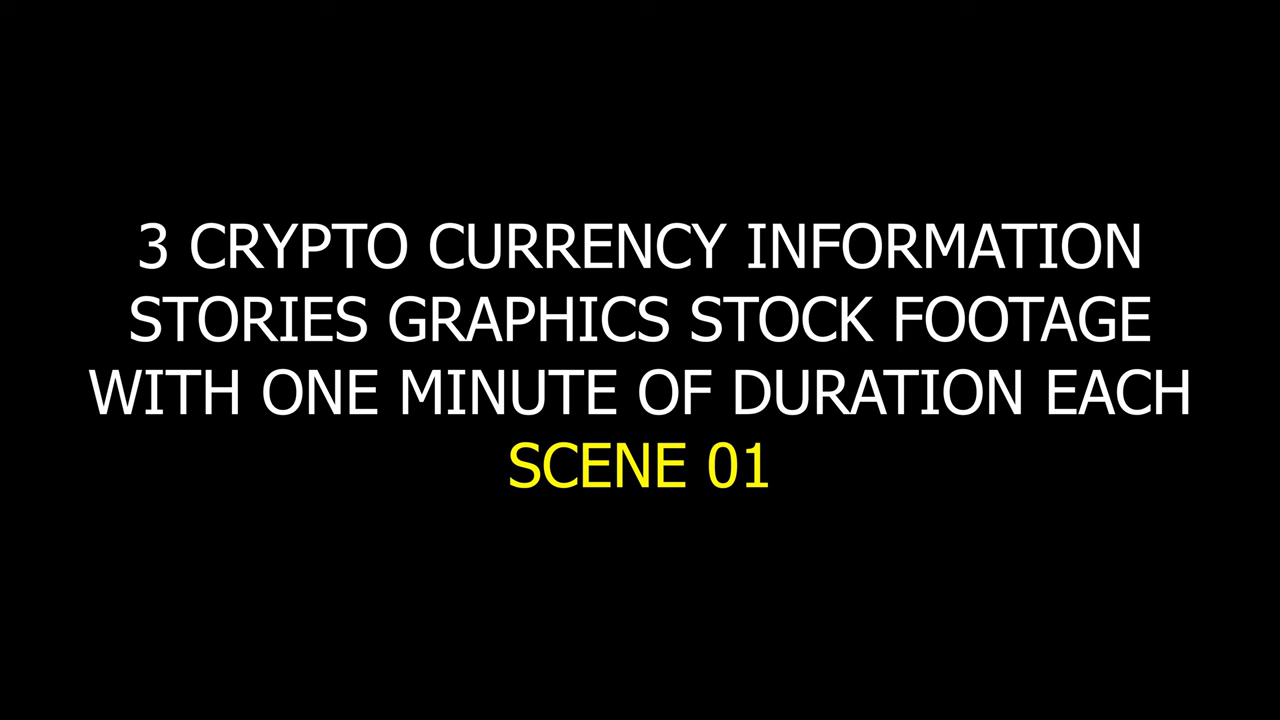 3 CRYPTO CURRENCY INFORMATION
STORIES GRAPHICS STOCK FOOTAGE
WITH ONE MINUTE OF DURATION EACH
SCENE 01